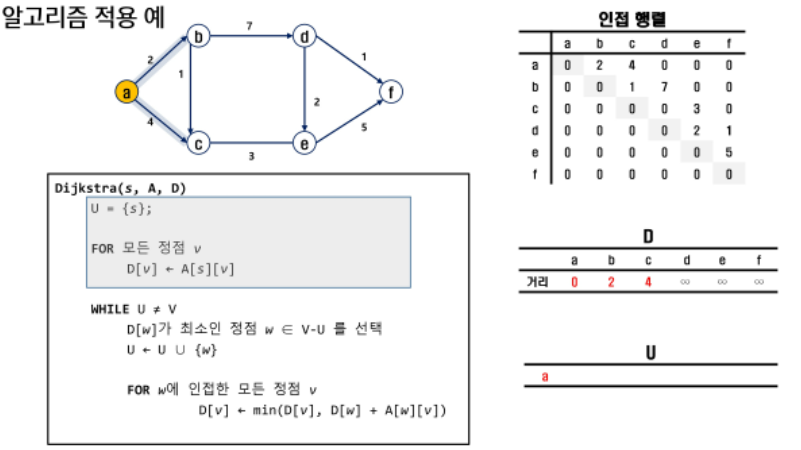 알고리즘 적용 예
b
7
d
2
1
1
a
f
2
4
5
c
3
e
Dijkstra(s, A, D)
U = {s};
FOR 모든 정점 v
D[v] ← A[s][v]
WHILE U ≠ V
D[w]가 최소인 정점 w ∈ V-U 를 선택
U ← U ∪ {w}
FOR w에 인접한 모든 정점 v
D[v] ← min(D[v], D[w] + A[w][v])
인접 행렬
a b c d e f
a 0 2 4 0 0 0
b 0 0 1 7 0 0
c 0 0 0 0 3 0
d 0 0 0 0 2 1
e 0 0 0 0 0 5
f 0 0 0 0 0 0
D
a b c d e f
거리 0 2 4 ∞ ∞ ∞
U
a